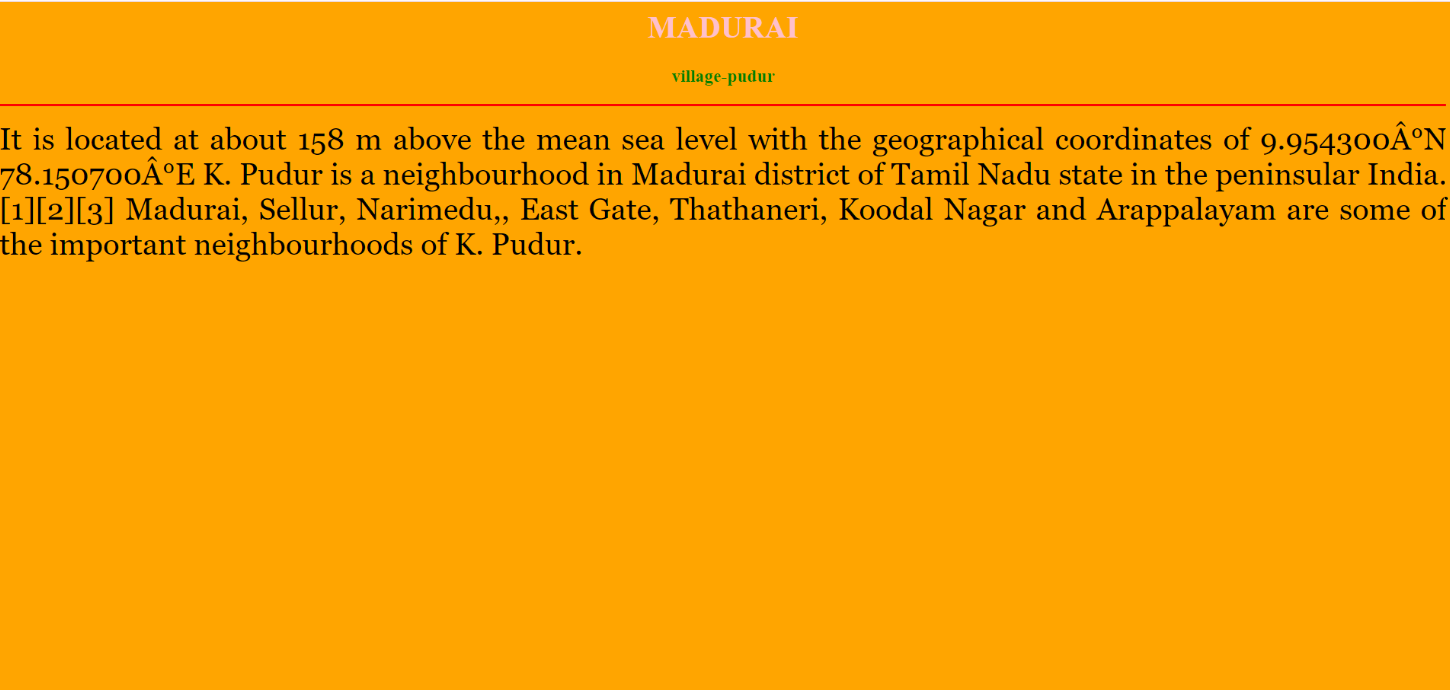 MADURAI
village-pudur
It is located at about 158 m above the mean sea level with the geographical coordinates of 9.954300Â°N
78.150700Â°E K. Pudur is a neighbourhood in Madurai district of Tamil Nadu state in the peninsular India.
[1][2][3] Madurai, Sellur, Narimedu,, East Gate, Thathaneri, Koodal Nagar and Arappalayam are some of
the important neighbourhoods of K. Pudur.